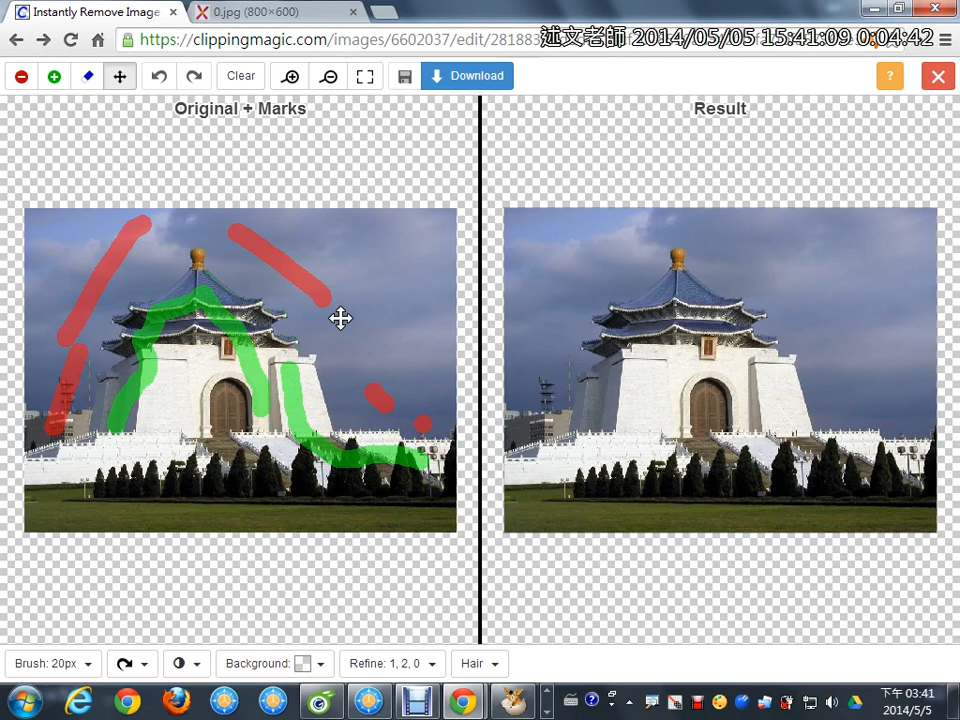 Instantly Remove Image
0.jpg (800×600)
https://clippingmagic.com/images/6602037/edit/281883
述文老師 2014/05/05 15:41:09 0:04:42
Clear
Download
?
Original + Marks
Result
Brush: 20px
Background:
Refine: 1, 2, 0
Hair
下午 03:41
2014/5/5